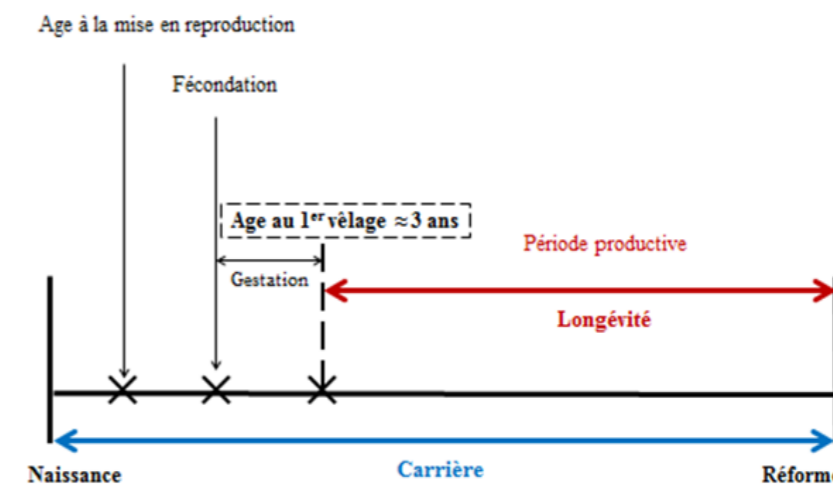 Age à la mise en reproduction
Fécondation
Age au 1er vêlage ≈3 ans
Gestation
Période productive
Longévité
Carrière
Naissance
Réforme